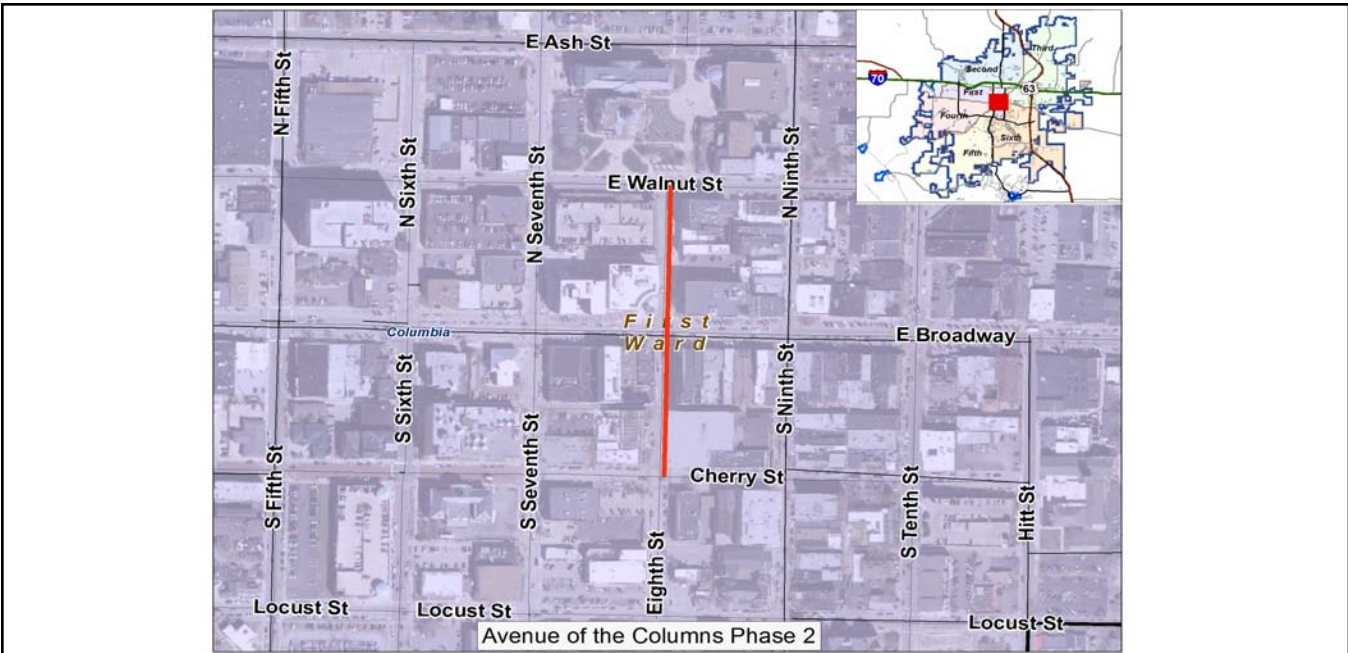 E Ash St
N Fifth St
N Sixth St
N Seventh St
E Walnut St
N Ninth St
70
63
Second
Third
First
Fourth
Sixth
Fifth
Columbia
First
Ward
E Broadway
S Fifth St
S Sixth St
S Seventh St
Eighth St
S Ninth St
S Tenth St
Hitt St
Cherry St
Locust St
Locust St
Locust St
Avenue of the Columns Phase 2